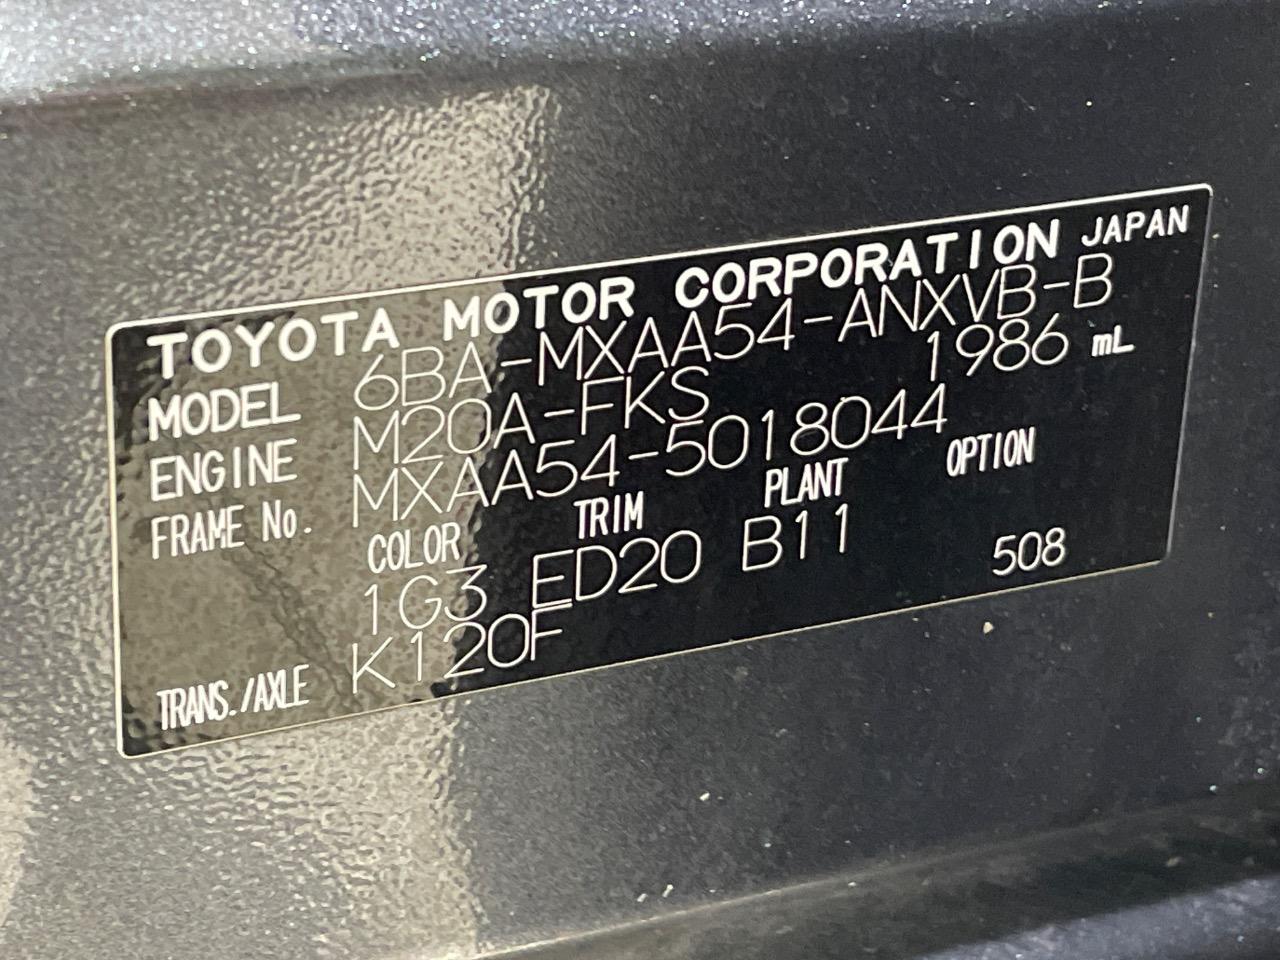 TOYOTA MOTOR CORPORATION JAPAN
MODEL 6BA-MXAA54-ANXVB-B
ENGINE M20A-FKS 1986 mL
FRAME No. MXAA54-5018044
COLOR TRIM PLANT OPTION
1G3 ED20 B11 508
TRANS./AXLE K120F